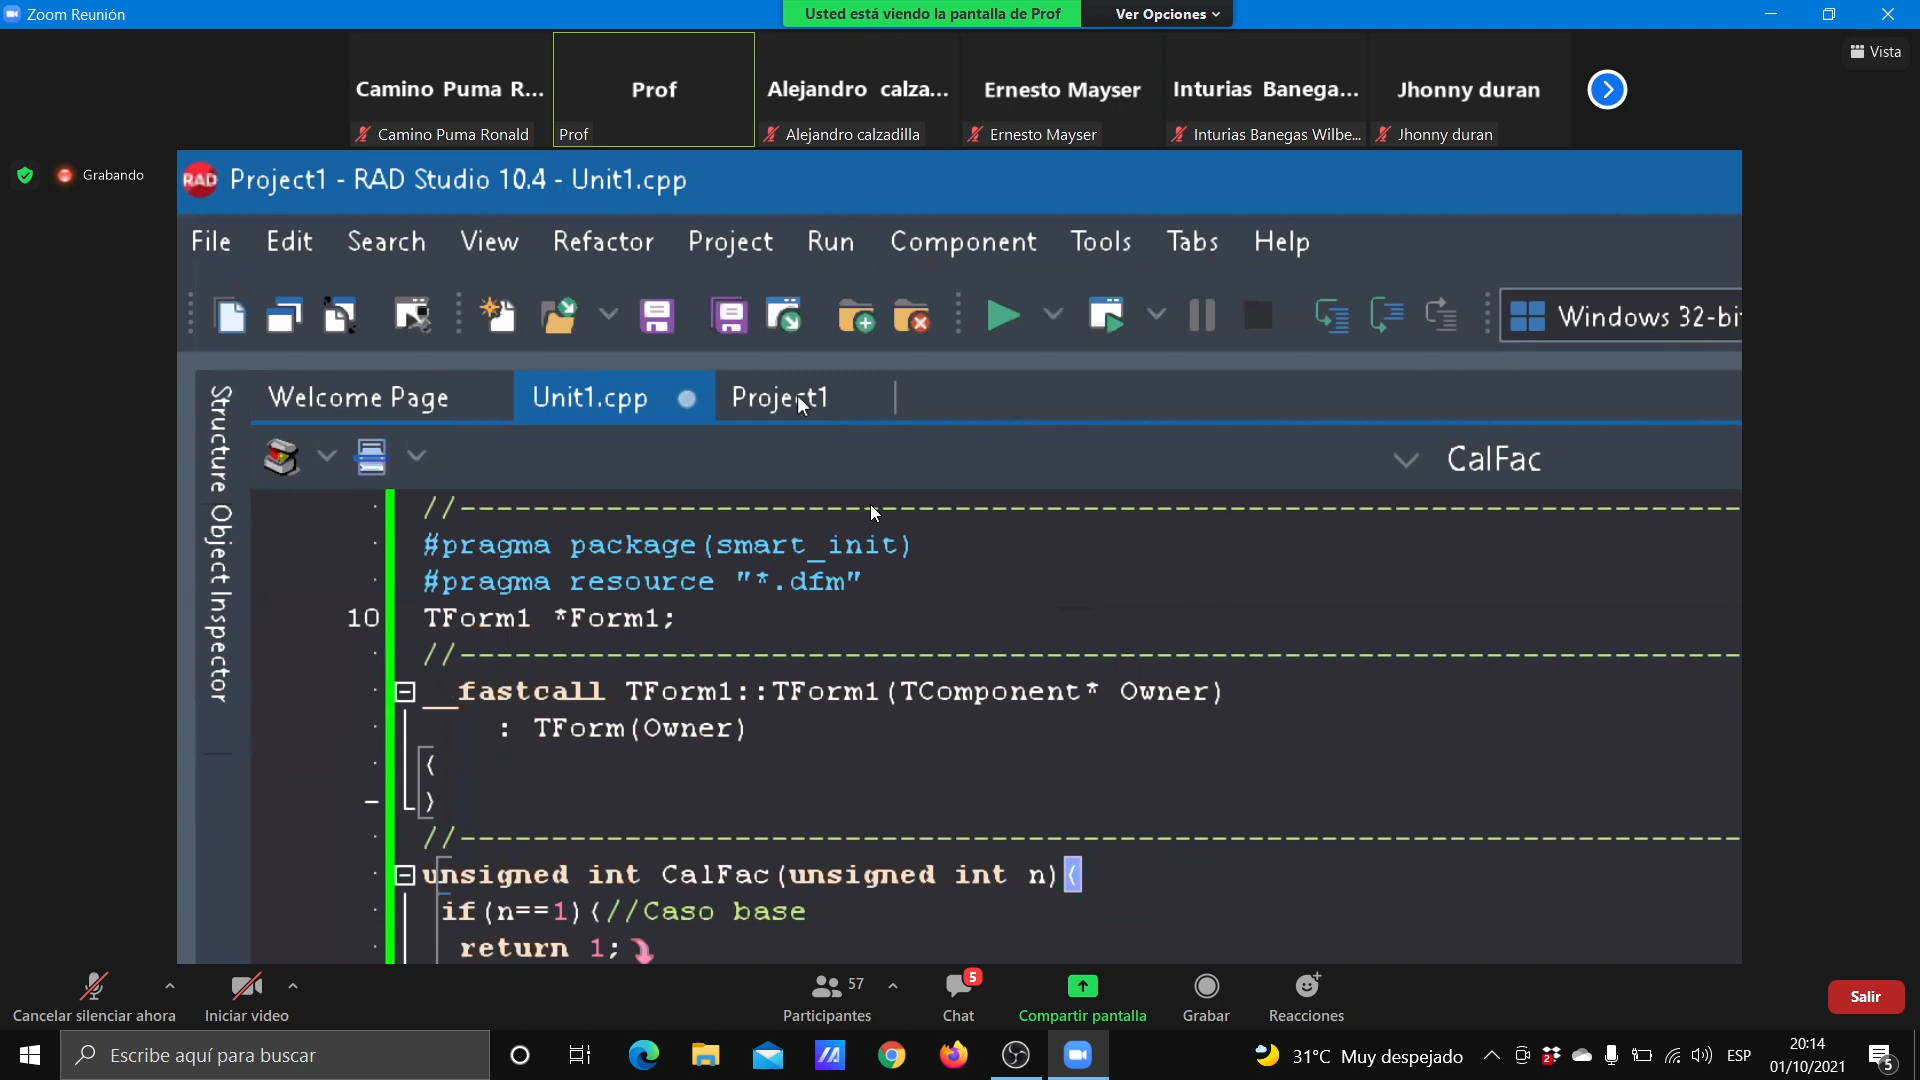 Zoom Reunión
Usted está viendo la pantalla de Prof
Ver Opciones
Vista
Camino Puma R...
Prof
Alejandro calza...
Ernesto Mayser
Inturias Banega...
Jhonny duran
Camino Puma Ronald
Prof
Alejandro calzadilla
Ernesto Mayser
Inturias Banegas Wilbe...
Jhonny duran
Grabando
RAD Project1 - RAD Studio 10.4 - Unit1.cpp
File Edit Search View Refactor Project Run Component Tools Tabs Help
Windows 32-bit
Welcome Page Unit1.cpp Project1
Structure
Object Inspector
CalFac
//----------------------------------------------------------------------
#pragma package(smart_init)
#pragma resource "*.dfm"
10 TForm1 *Form1;
//----------------------------------------------------------------------
__fastcall TForm1::TForm1(TComponent* Owner)
: TForm(Owner)
{
}
//----------------------------------------------------------------------
unsigned int CalFac(unsigned int n){
if(n==1){//Caso base
return 1;
Cancelar silenciar ahora
Iniciar video
57
Participantes
5
Chat
Compartir pantalla
Grabar
Reacciones
Salir
Escribe aquí para buscar
2
31°C Muy despejado
ESP
20:14
01/10/2021
5